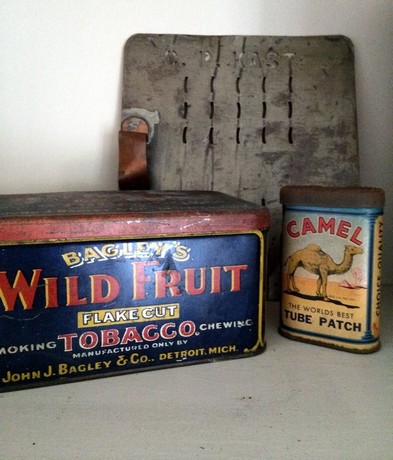 P. KAST
BAGLEY'S
WILD FRUIT
FLAKE CUT
SMOKING TOBACCO. CHEWING
MANUFACTURED ONLY BY
JOHN J. BAGLEY & CO., DETROIT, MICH.
CAMEL
THE WORLDS BEST
TUBE PATCH